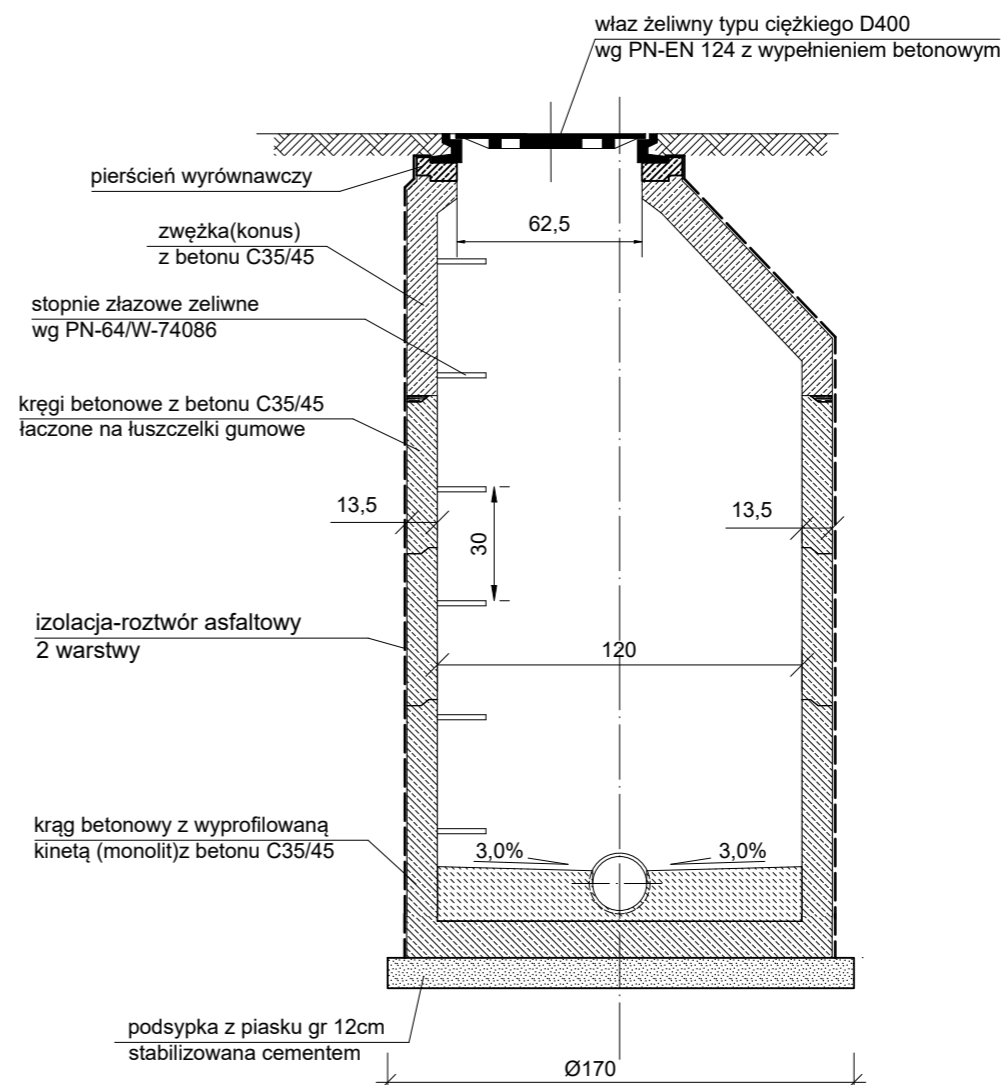 właz żeliwny typu ciężkiego D400
wg PN-EN 124 z wypełnieniem betonowym
pierścień wyrównawczy
62,5
zwężka(konus)
z betonu C35/45
stopnie złazowe zeliwne
wg PN-64/W-74086
kręgi betonowe z betonu C35/45
łaczone na łuszczelki gumowe
13,5
13,5
30
izolacja-roztwór asfaltowy
2 warstwy
120
krąg betonowy z wyprofilowaną
kinetą (monolit)z betonu C35/45
3,0%
3,0%
podsypka z piasku gr 12cm
stabilizowana cementem
Ø170